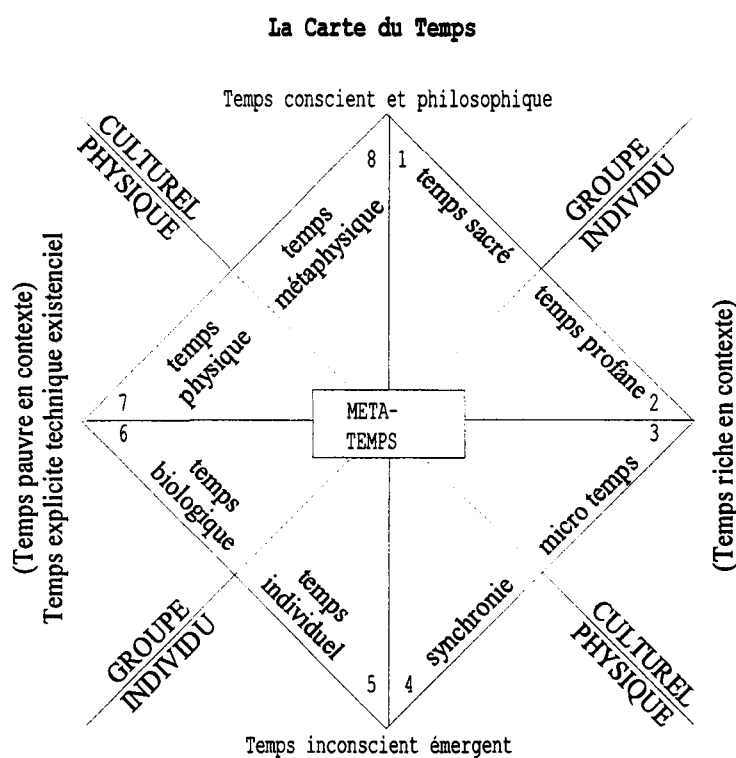 La Carte du Temps
Temps conscient et philosophique
CULTUREL
PHYSIQUE
GROUPE
INDIVIDU
8
1
temps
métaphysique
temps sacré
temps
physique
temps profane
(Temps pauvre en contexte)
Temps explicite technique existenciel
(Temps riche en contexte)
7
2
META-
TEMPS
6
3
temps
biologique
micro temps
temps
individuel
synchronie
GROUPE
INDIVIDU
CULTUREL
PHYSIQUE
5
4
Temps inconscient émergent